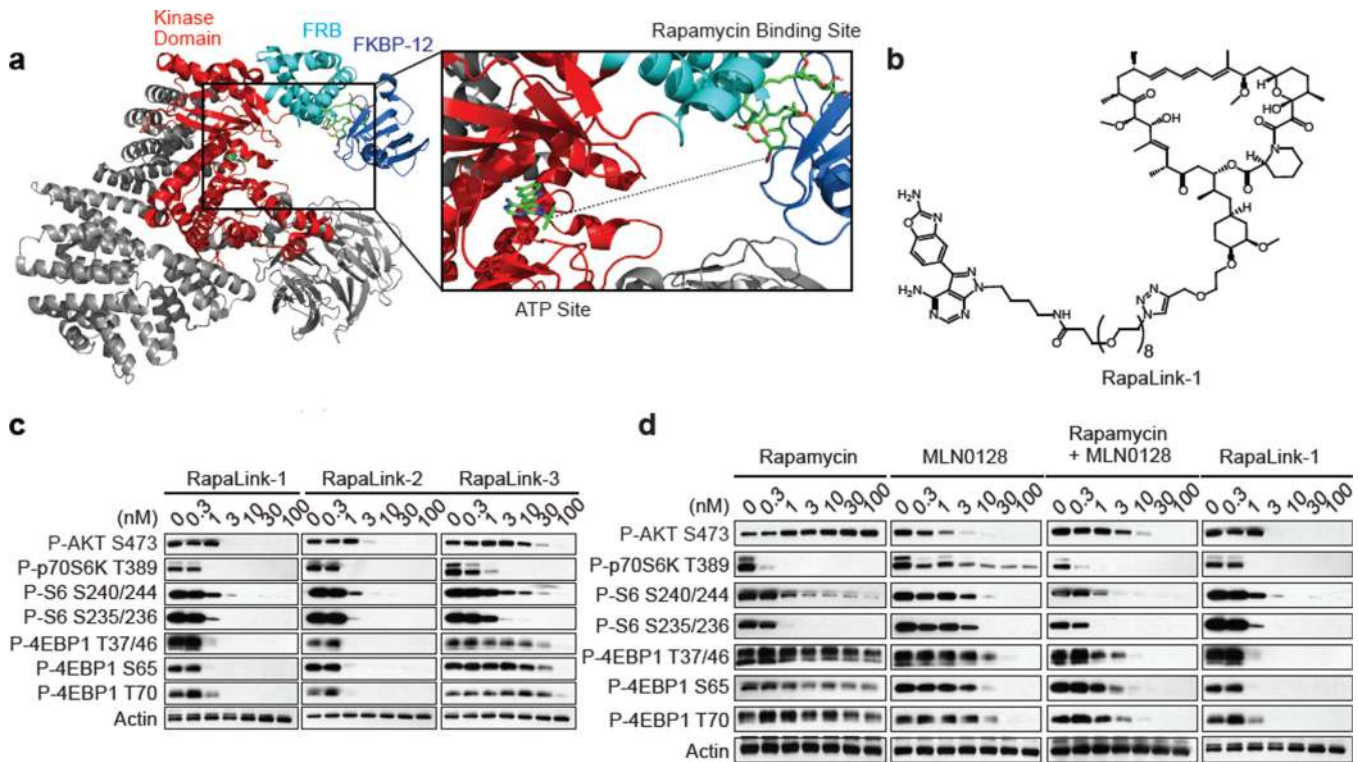 a
Kinase
Domain
FRB
FKBP-12
Rapamycin Binding Site
ATP Site
b
H
O
O
O
O
HO
O
OH
O
O
O
N
H
O
O
O
H₂N
O
N
N
H₂N
N
N
N
N
NH
O
O
8
N
N
N
O
O
O
RapaLink-1
c
RapaLink-1 RapaLink-2 RapaLink-3
(nM) 0 0.3 1 3 10 30 100 0 0.3 1 3 10 30 100 0 0.3 1 3 10 30 100
P-AKT S473
P-p70S6K T389
P-S6 S240/244
P-S6 S235/236
P-4EBP1 T37/46
P-4EBP1 S65
P-4EBP1 T70
Actin
d
Rapamycin MLN0128 Rapamycin + MLN0128 RapaLink-1
(nM) 0 0.3 1 3 10 30 100 0 0.3 1 3 10 30 100 0 0.3 1 3 10 30 100 0 0.3 1 3 10 30 100
P-AKT S473
P-p70S6K T389
P-S6 S240/244
P-S6 S235/236
P-4EBP1 T37/46
P-4EBP1 S65
P-4EBP1 T70
Actin